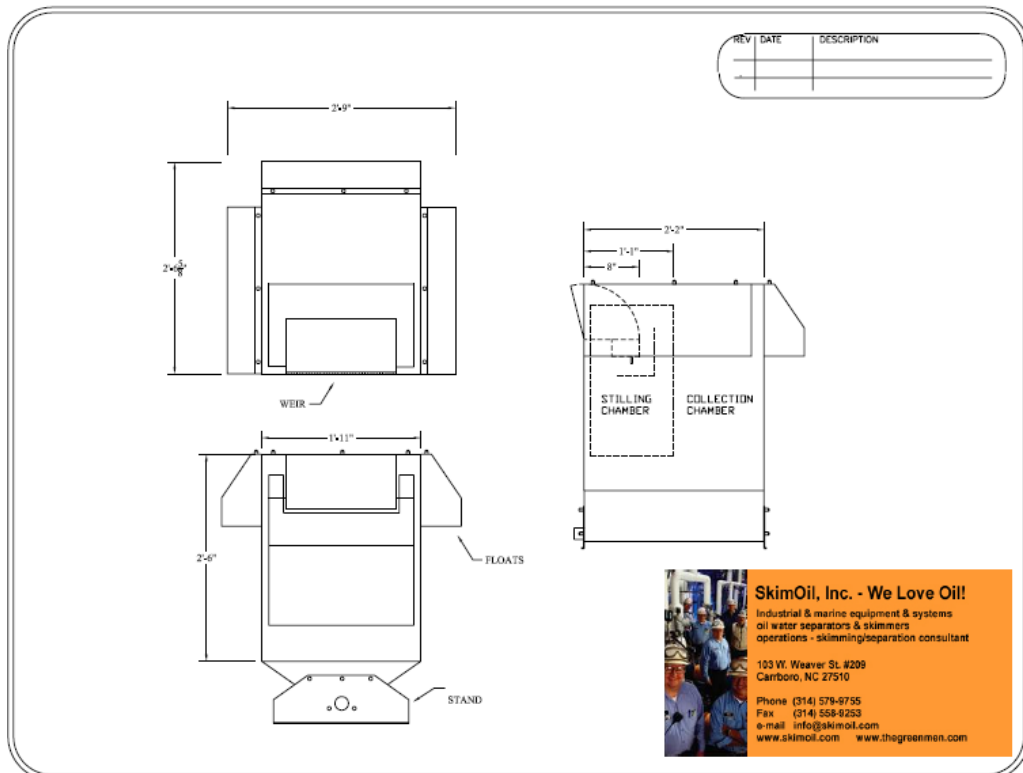 REV DATE DESCRIPTION
2'-9"
2'-6 5/8"
WEIR
2'-2"
1'-1"
8"
STILLING
CHAMBER
COLLECTION
CHAMBER
1'-11"
2'-6"
FLOATS
STAND
SkimOil, Inc. - We Love Oil!
Industrial & marine equipment & systems
oil water separators & skimmers
operations - skimming/separation consultant
103 W. Weaver St. #209
Carrboro, NC 27510
Phone (314) 579-9755
Fax (314) 558-9253
e-mail info@skimoil.com
www.skimoil.com www.thegreenmen.com